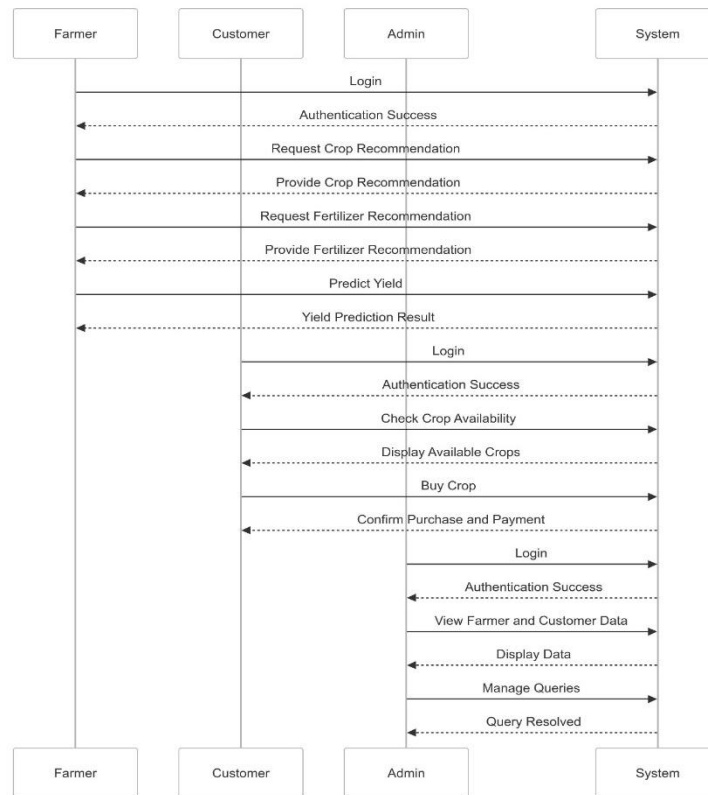 Farmer
Customer
Admin
System
Login
Authentication Success
Request Crop Recommendation
Provide Crop Recommendation
Request Fertilizer Recommendation
Provide Fertilizer Recommendation
Predict Yield
Yield Prediction Result
Login
Authentication Success
Check Crop Availability
Display Available Crops
Buy Crop
Confirm Purchase and Payment
Login
Authentication Success
View Farmer and Customer Data
Display Data
Manage Queries
Query Resolved
Farmer
Customer
Admin
System